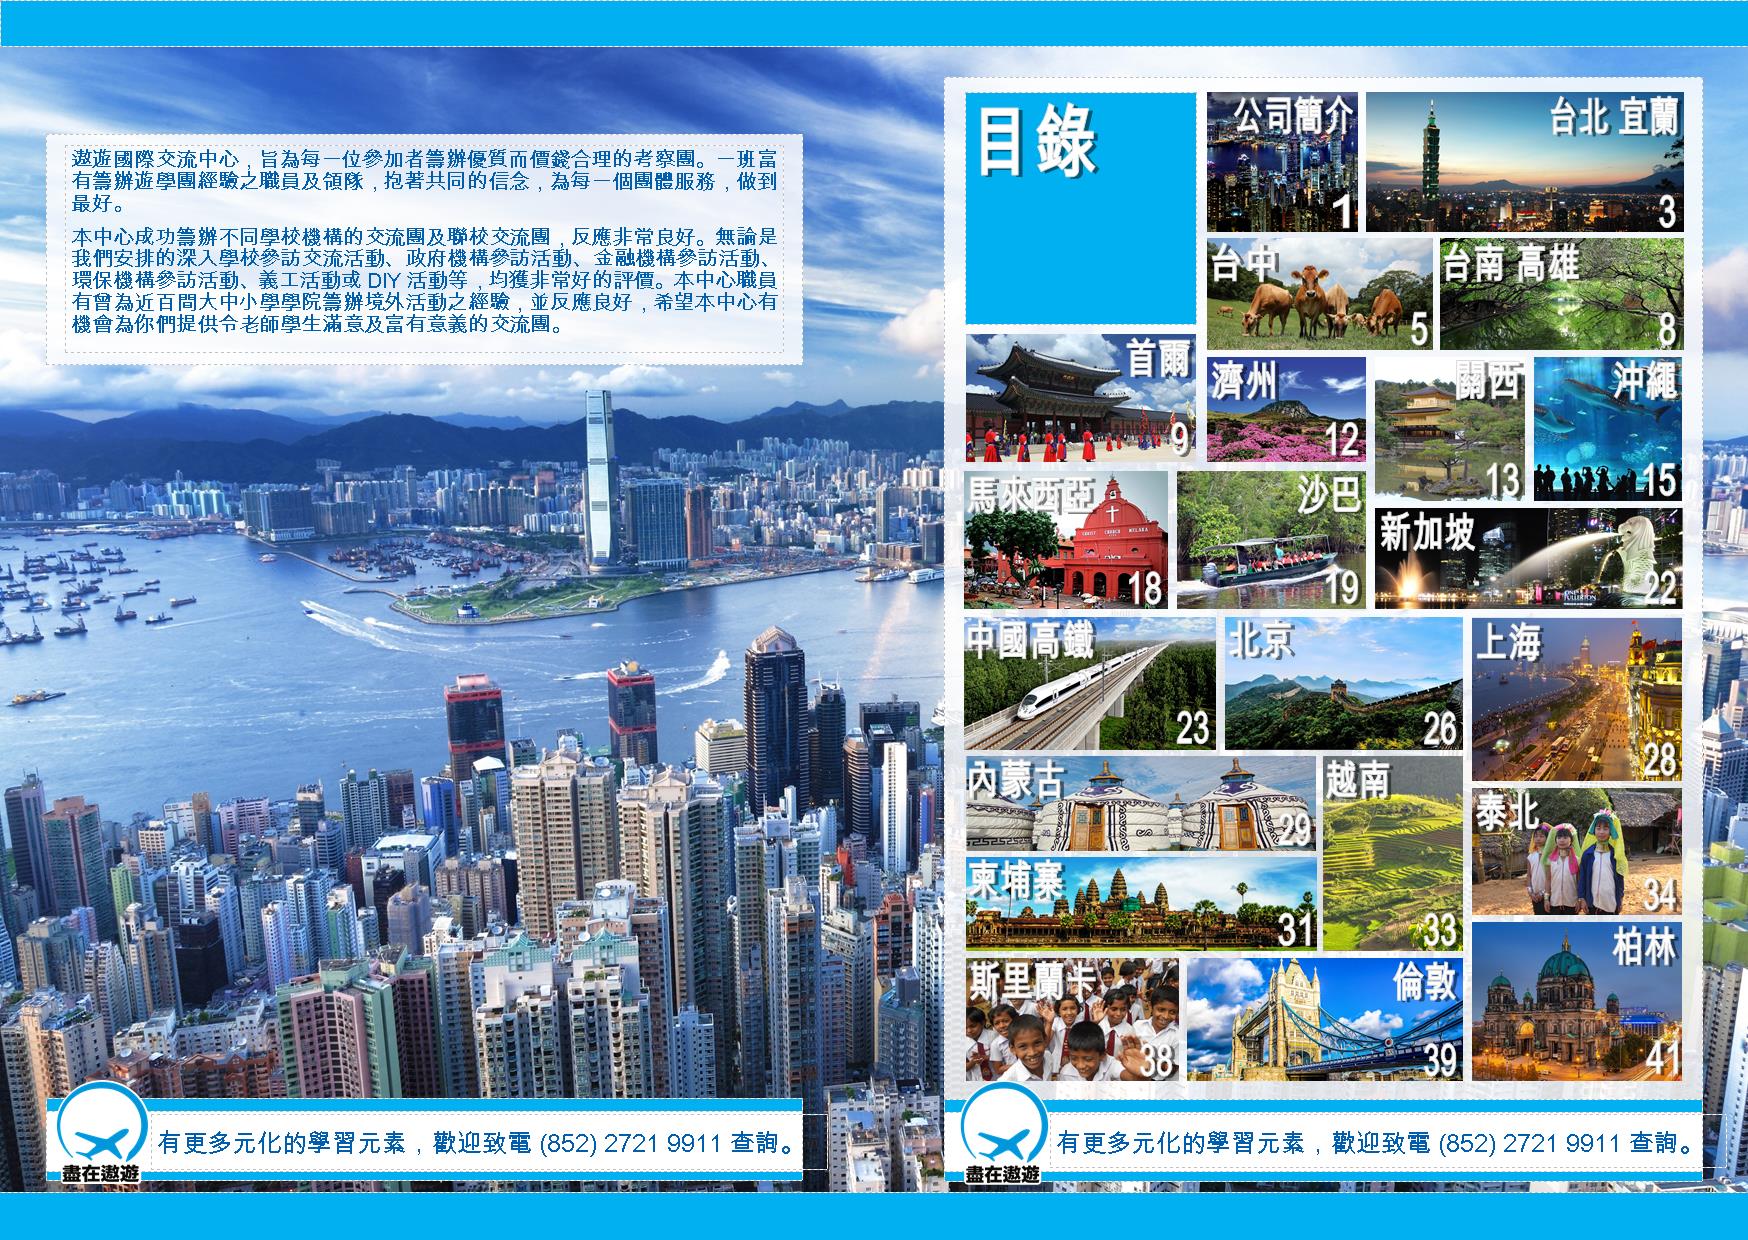 遨遊國際交流中心，旨為每一位參加者籌辦優質而價錢合理的考察團。一班富
有籌辦遊學團經驗之職員及領隊，抱著共同的信念，為每一個團體服務，做到
最好。
本中心成功籌辦不同學校機構的交流團及聯校交流團，反應非常良好。無論是
我們安排的深入學校參訪交流活動、政府機構參訪活動、金融機構參訪活動、
環保機構參訪活動、義工活動或 DIY 活動等，均獲非常好的評價。本中心職員
有曾為近百間大中小學學院籌辦境外活動之經驗，並反應良好，希望本中心有
機會為你們提供令老師學生滿意及富有意義的交流團。
盡在遨遊
有更多元化的學習元素，歡迎致電 (852) 2721 9911 查詢。
目錄
公司簡介
1
台北 宜蘭
3
台中
5
台南 高雄
8
首爾
9
濟州
12
關西
13
沖繩
15
馬來西亞
CHRIST CHURCH MELAKA
18
沙巴
19
新加坡
22
中國高鐵
23
北京
26
上海
28
內蒙古
29
越南
33
泰北
34
柬埔寨
31
柏林
41
斯里蘭卡
38
倫敦
39
盡在遨遊
有更多元化的學習元素，歡迎致電 (852) 2721 9911 查詢。